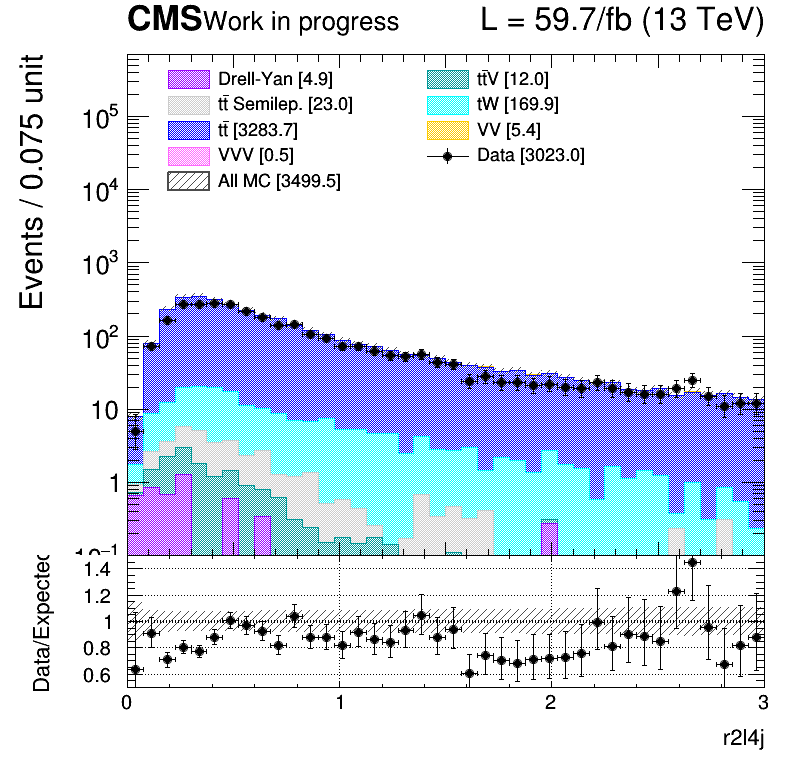 CMS Work in progress L = 59.7/fb (13 TeV)
Events / 0.075 unit
Drell-Yan [4.9]
tt̄V [12.0]
tt̄ Semilep. [23.0]
tW [169.9]
tt̄ [3283.7]
VV [5.4]
VVV [0.5]
Data [3023.0]
All MC [3499.5]
10⁵
10⁴
10³
10²
10
1
10⁻¹
Data/Expected
1.4
1.2
1
0.8
0.6
0 1 2 3
r2l4j